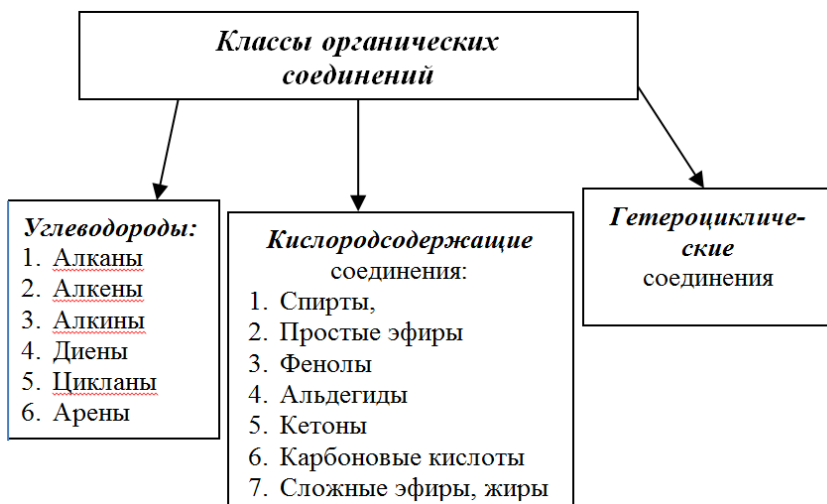 Классы органических
соединений
Углеводороды:
1. Алканы
2. Алкены
3. Алкины
4. Диены
5. Цикланы
6. Арены
Кислородсодержащие
соединения:
1. Спирты,
2. Простые эфиры
3. Фенолы
4. Альдегиды
5. Кетоны
6. Карбоновые кислоты
7. Сложные эфиры, жиры
Гетероцикличе-
ские
соединения